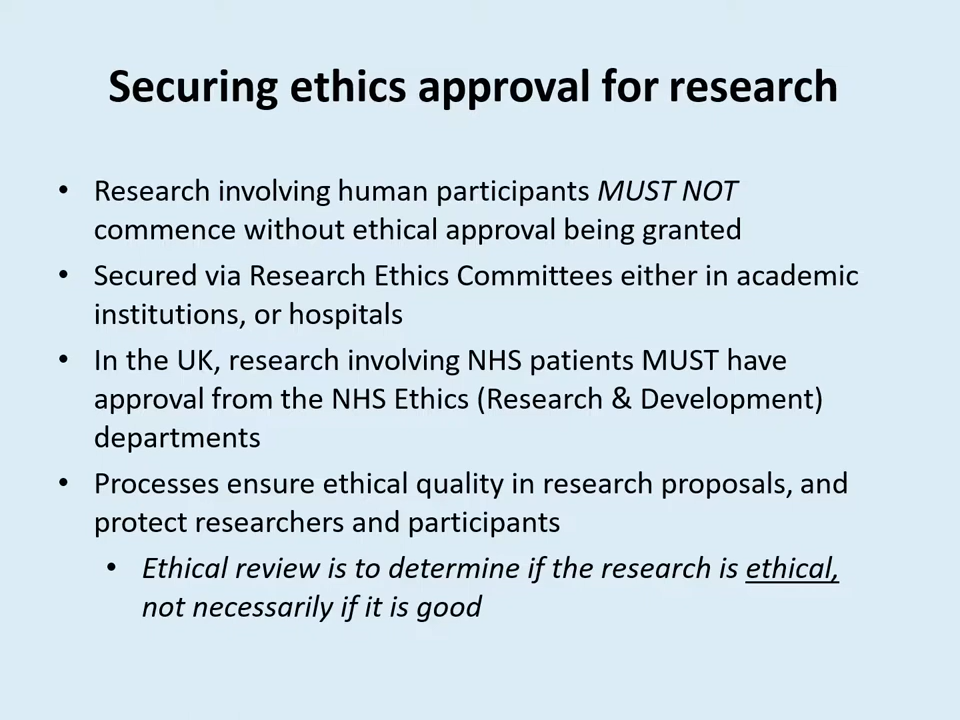 Securing ethics approval for research
• Research involving human participants MUST NOT
commence without ethical approval being granted
• Secured via Research Ethics Committees either in academic
institutions, or hospitals
• In the UK, research involving NHS patients MUST have
approval from the NHS Ethics (Research & Development)
departments
• Processes ensure ethical quality in research proposals, and
protect researchers and participants
• Ethical review is to determine if the research is ethical,
not necessarily if it is good